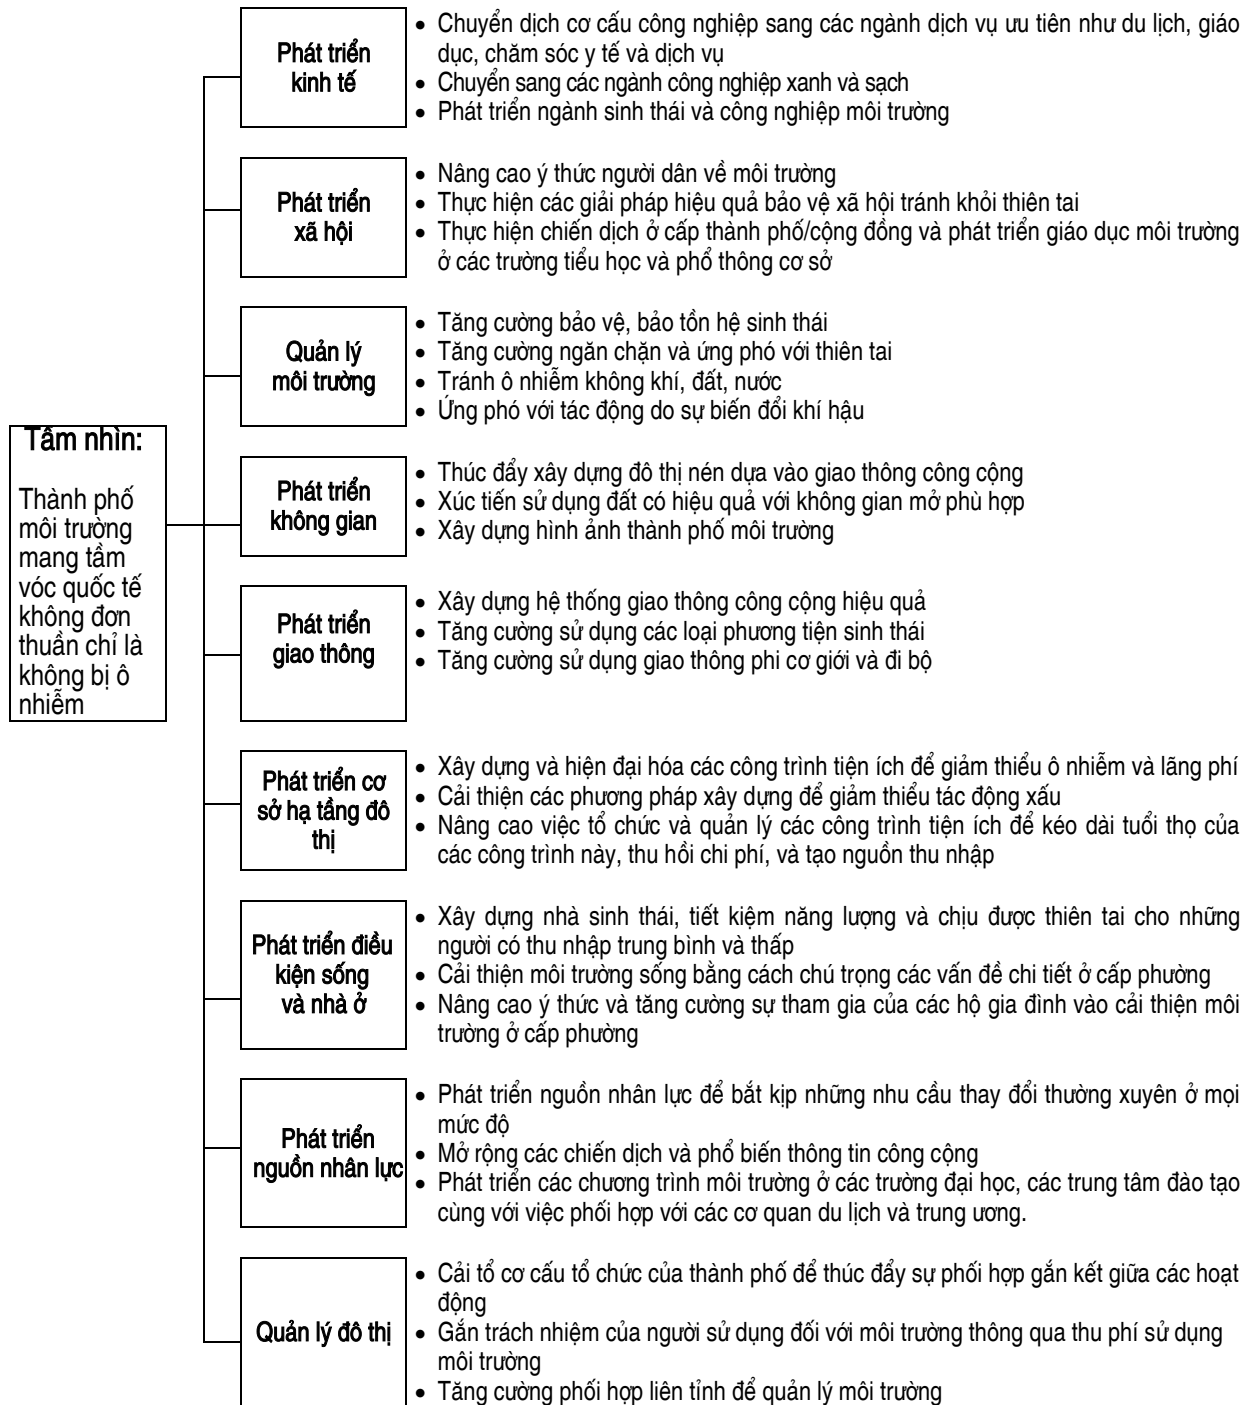 Tầm nhìn:
Thành phố
môi trường
mang tầm
vóc quốc tế
không đơn
thuần chỉ là
không bị ô
nhiễm
Phát triển
kinh tế
• Chuyển dịch cơ cấu công nghiệp sang các ngành dịch vụ ưu tiên như du lịch, giáo
dục, chăm sóc y tế và dịch vụ
• Chuyển sang các ngành công nghiệp xanh và sạch
• Phát triển ngành sinh thái và công nghiệp môi trường
Phát triển
xã hội
• Nâng cao ý thức người dân về môi trường
• Thực hiện các giải pháp hiệu quả bảo vệ xã hội tránh khỏi thiên tai
• Thực hiện chiến dịch ở cấp thành phố/cộng đồng và phát triển giáo dục môi trường
ở các trường tiểu học và phổ thông cơ sở
Quản lý
môi trường
• Tăng cường bảo vệ, bảo tồn hệ sinh thái
• Tăng cường ngăn chặn và ứng phó với thiên tai
• Tránh ô nhiễm không khí, đất, nước
• Ứng phó với tác động do sự biến đổi khí hậu
Phát triển
không gian
• Thúc đẩy xây dựng đô thị nén dựa vào giao thông công cộng
• Xúc tiến sử dụng đất có hiệu quả với không gian mở phù hợp
• Xây dựng hình ảnh thành phố môi trường
Phát triển
giao thông
• Xây dựng hệ thống giao thông công cộng hiệu quả
• Tăng cường sử dụng các loại phương tiện sinh thái
• Tăng cường sử dụng giao thông phi cơ giới và đi bộ
Phát triển cơ
sở hạ tầng đô
thị
• Xây dựng và hiện đại hóa các công trình tiện ích để giảm thiểu ô nhiễm và lãng phí
• Cải thiện các phương pháp xây dựng để giảm thiểu tác động xấu
• Nâng cao việc tổ chức và quản lý các công trình tiện ích để kéo dài tuổi thọ của
các công trình này, thu hồi chi phí, và tạo nguồn thu nhập
Phát triển điều
kiện sống
và nhà ở
• Xây dựng nhà sinh thái, tiết kiệm năng lượng và chịu được thiên tai cho những
người có thu nhập trung bình và thấp
• Cải thiện môi trường sống bằng cách chú trọng các vấn đề chi tiết ở cấp phường
• Nâng cao ý thức và tăng cường sự tham gia của các hộ gia đình vào cải thiện môi
trường ở cấp phường
Phát triển
nguồn nhân lực
• Phát triển nguồn nhân lực để bắt kịp những nhu cầu thay đổi thường xuyên ở mọi
mức độ
• Mở rộng các chiến dịch và phổ biến thông tin công cộng
• Phát triển các chương trình môi trường ở các trường đại học, các trung tâm đào tạo
cùng với việc phối hợp với các cơ quan du lịch và trung ương.
Quản lý đô thị
• Cải tổ cơ cấu tổ chức của thành phố để thúc đẩy sự phối hợp gắn kết giữa các hoạt
động
• Gắn trách nhiệm của người sử dụng đối với môi trường thông qua thu phí sử dụng
môi trường
• Tăng cường phối hợp liên tỉnh để quản lý môi trường